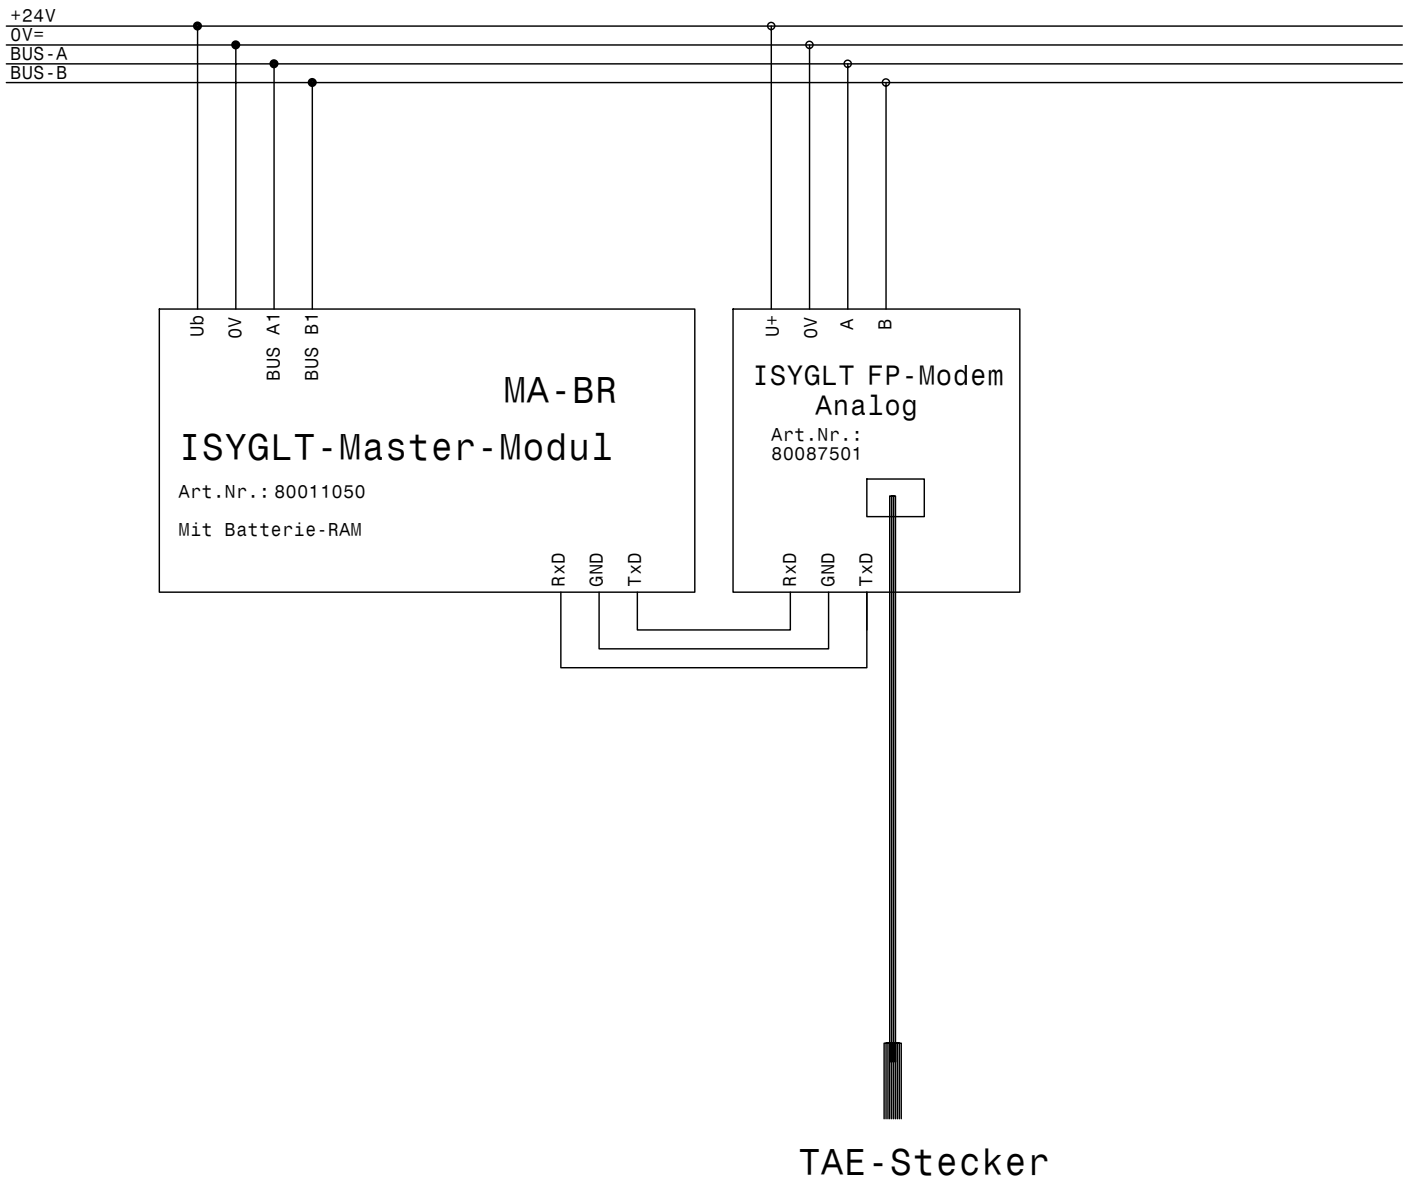 +24V
0V=
BUS-A
BUS-B
Ub
0V
BUS A1
BUS B1
MA-BR
ISYGLT-Master-Modul
Art.Nr.: 80011050
Mit Batterie-RAM
RxD
GND
TxD
U+
0V
A
B
ISYGLT FP-Modem
Analog
Art.Nr.:
80087501
RxD
GND
TxD
TAE-Stecker